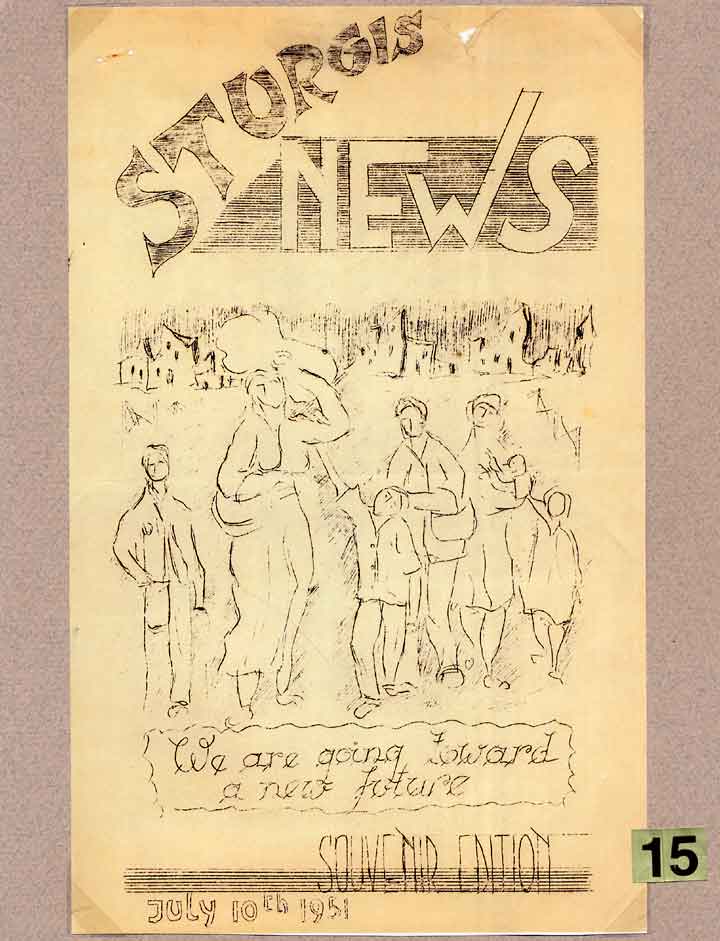 STURGIS
NEWS
We are going toward
a new future
SOUVENIR EDITION
JULY 10th 1951
15